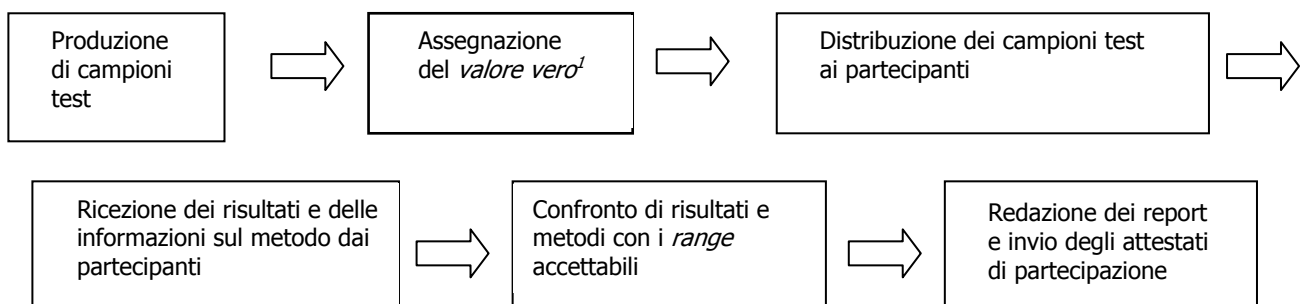 Produzione
di campioni
test
Assegnazione
del valore vero1
Distribuzione dei campioni test
ai partecipanti
Ricezione dei risultati e delle
informazioni sul metodo dai
partecipanti
Confronto di risultati e
metodi con i range
accettabili
Redazione dei report
e invio degli attestati
di partecipazione